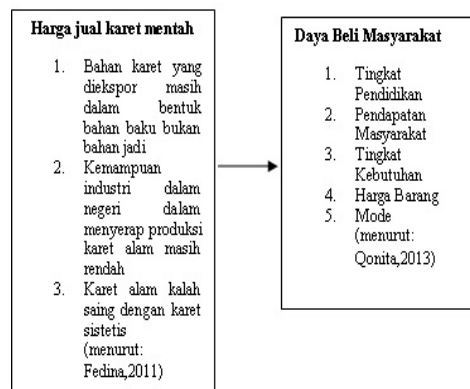 Harga jual karet mentah
1. Bahan karet yang
diekspor masih
dalam bentuk
bahan baku bukan
bahan jadi
2. Kemampuan
industri dalam
negeri dalam
menyerap produksi
karet alam masih
rendah
3. Karet alam kalah
saing dengan karet
sistetis
(menurut:
Fedina,2011)
Daya Beli Masyarakat
1. Tingkat
Pendidikan
2. Pendapatan
Masyarakat
3. Tingkat
Kebutuhan
4. Harga Barang
5. Mode
(menurut:
Qonita,2013)